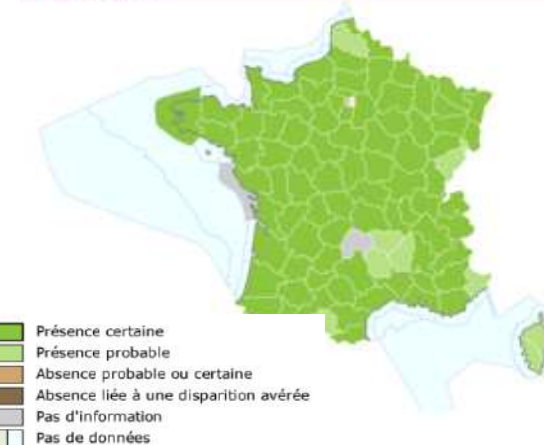 Présence certaine
Présence probable
Absence probable ou certaine
Absence liée à une disparition avérée
Pas d'information
Pas de données